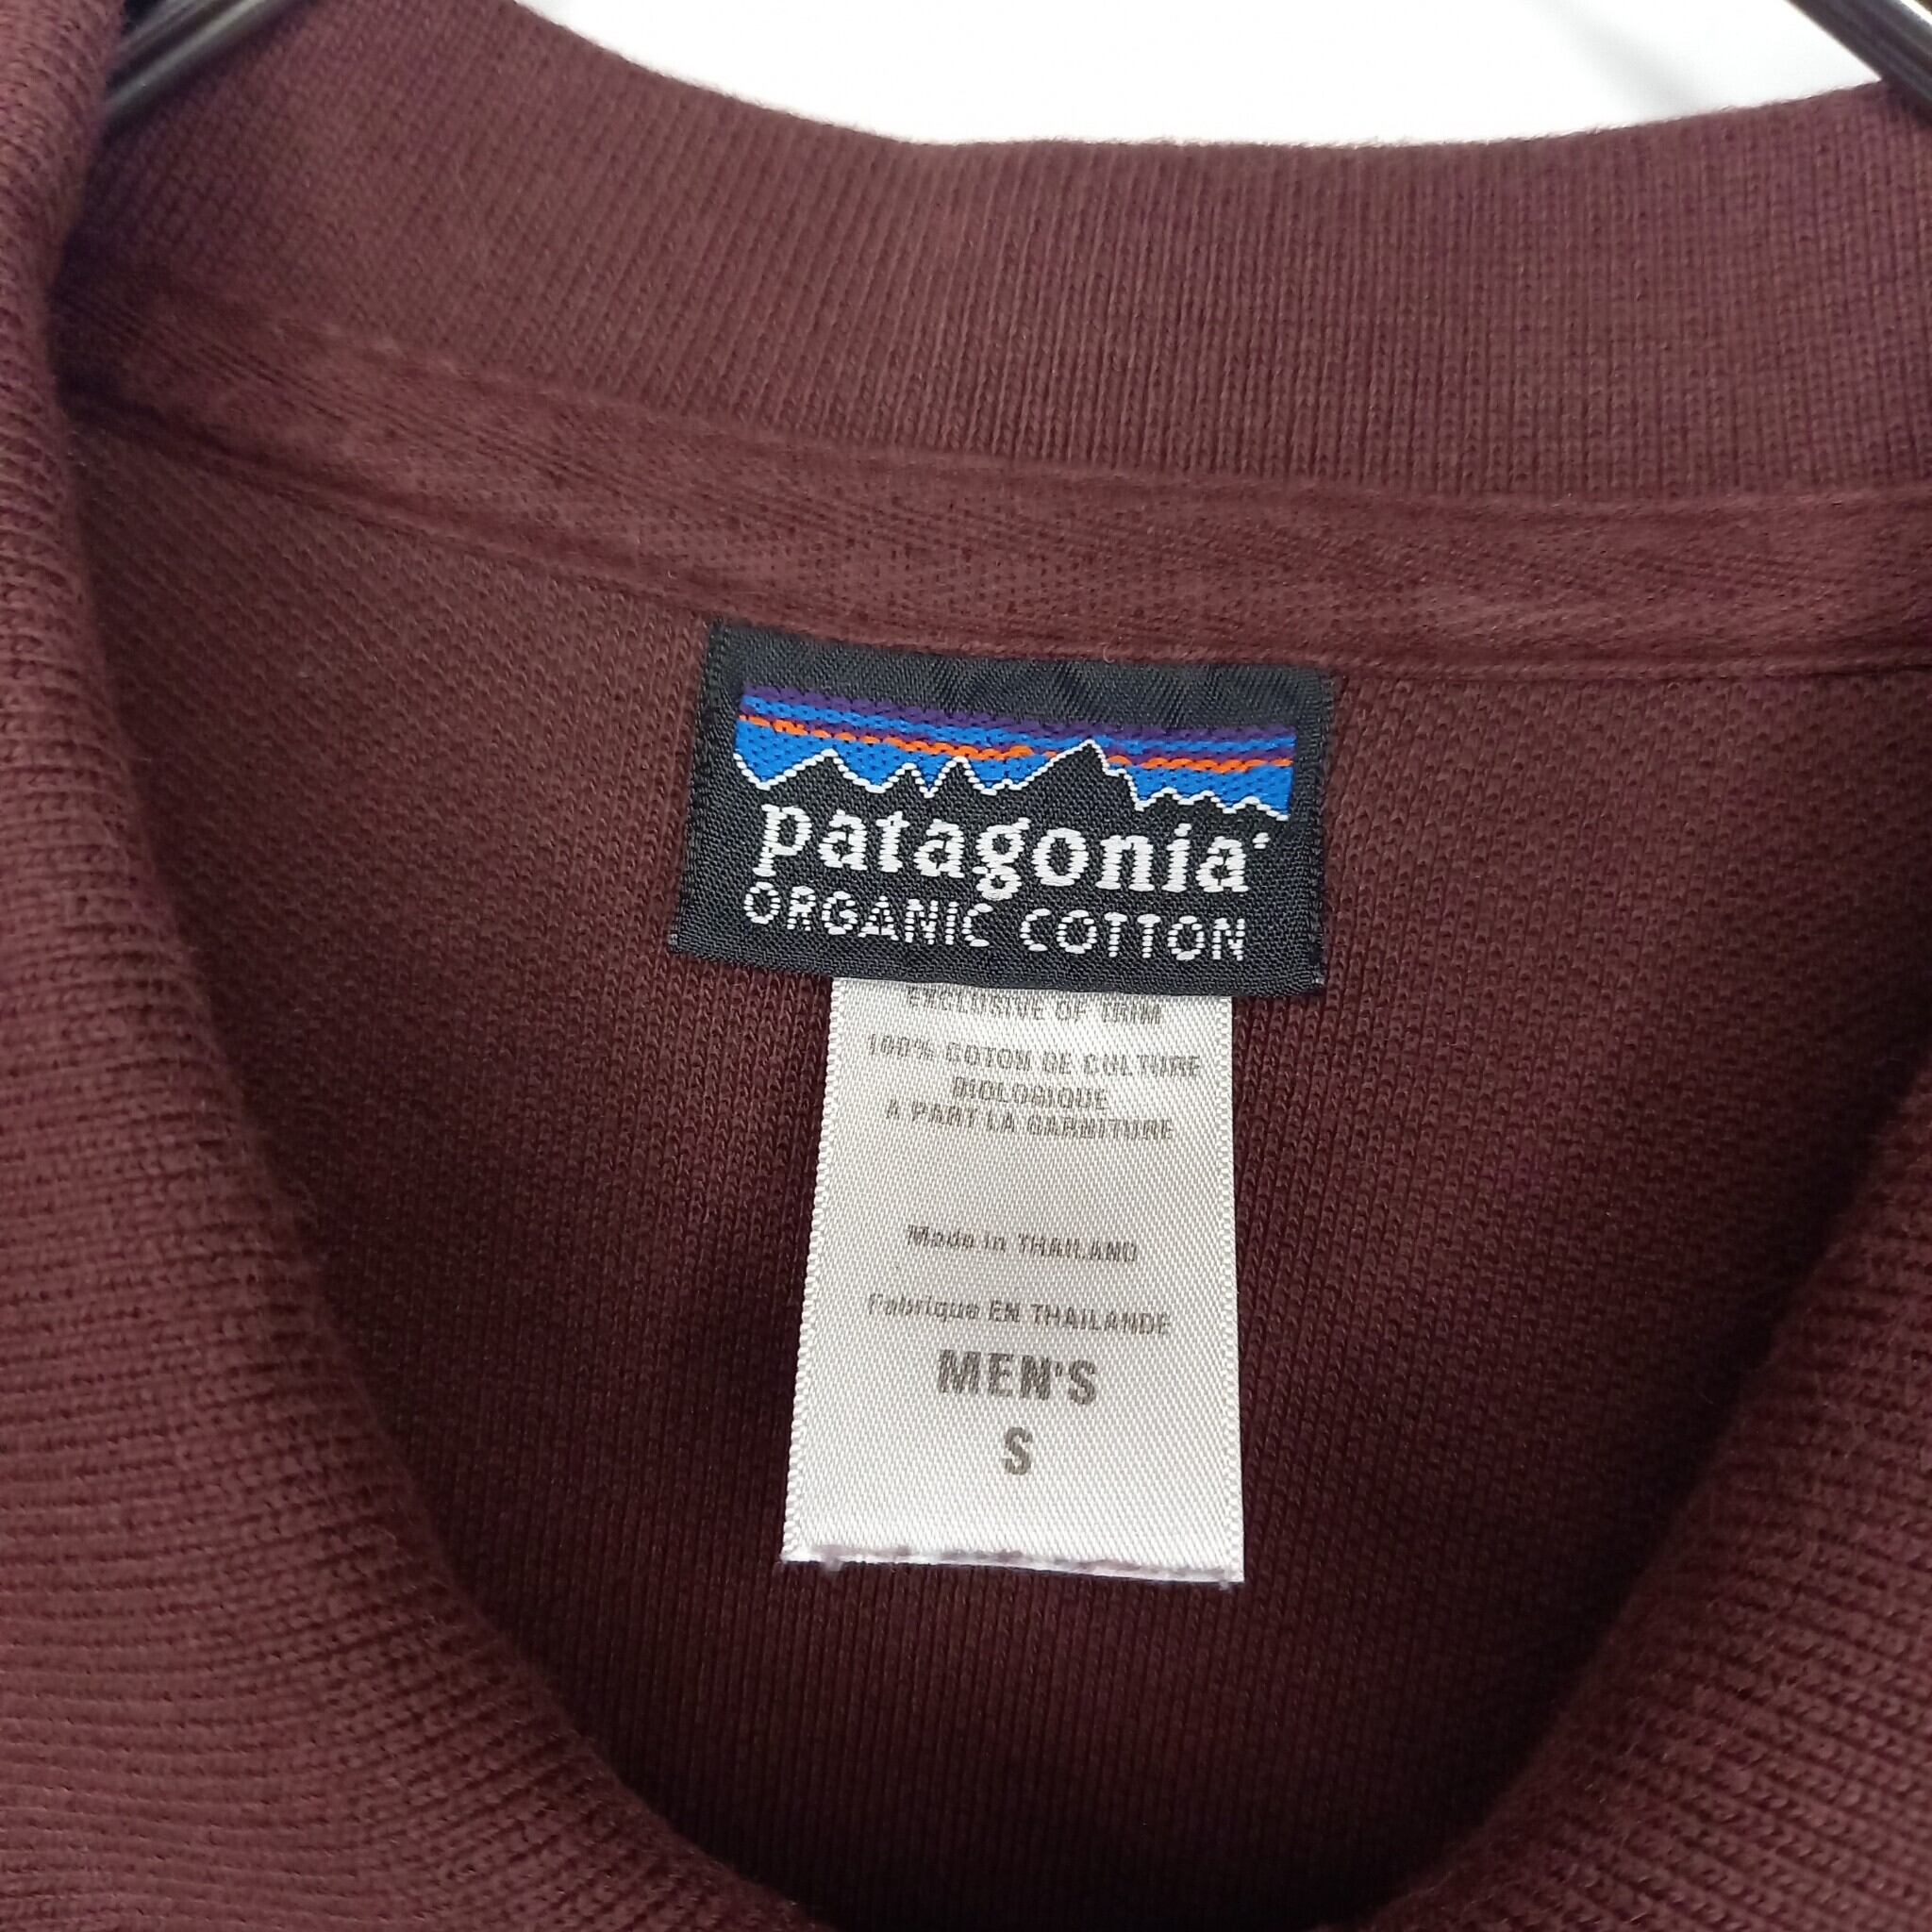 patagonia
ORGANIC COTTON
EXCLUSIVE OF TRIM
100% COTON DE CULTURE
BIOLOGIQUE
A PART LA GARNITURE
Made in THAILAND
Fabrique EN THAILANDE
MEN'S
S